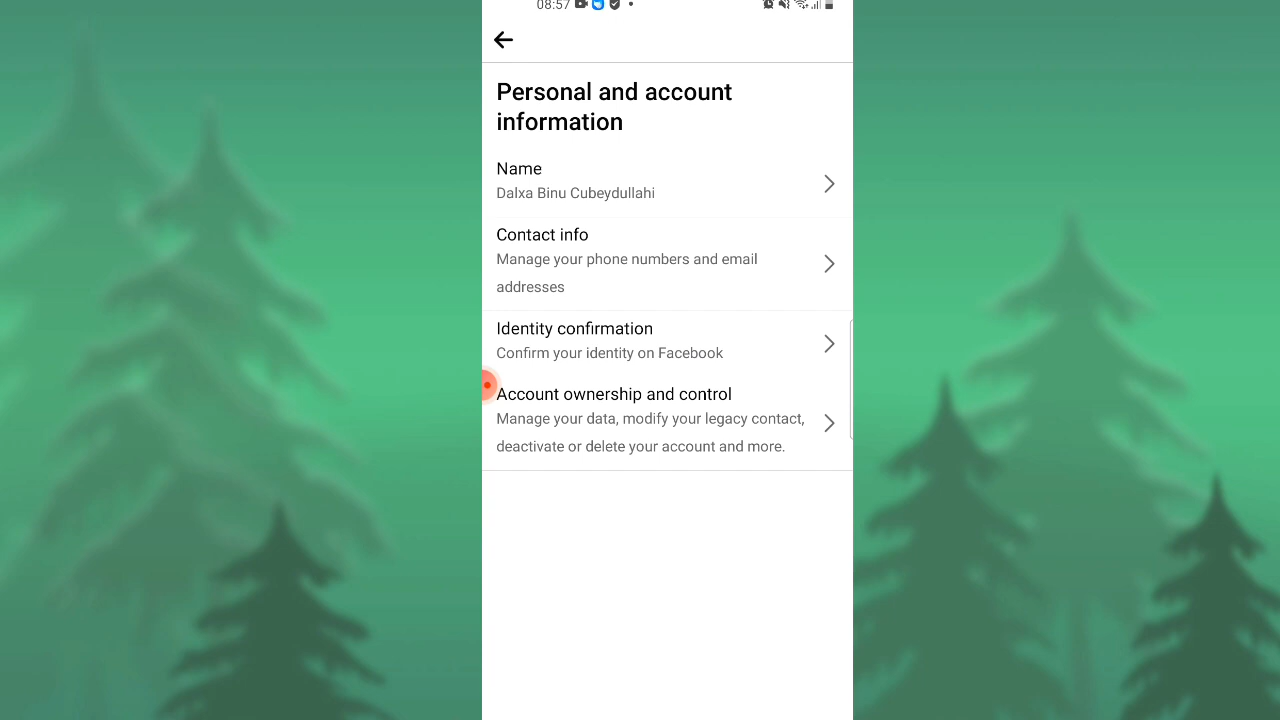 08:57
Personal and account
information
Name
Dalxa Binu Cubeydullahi
Contact info
Manage your phone numbers and email
addresses
Identity confirmation
Confirm your identity on Facebook
Account ownership and control
Manage your data, modify your legacy contact,
deactivate or delete your account and more.